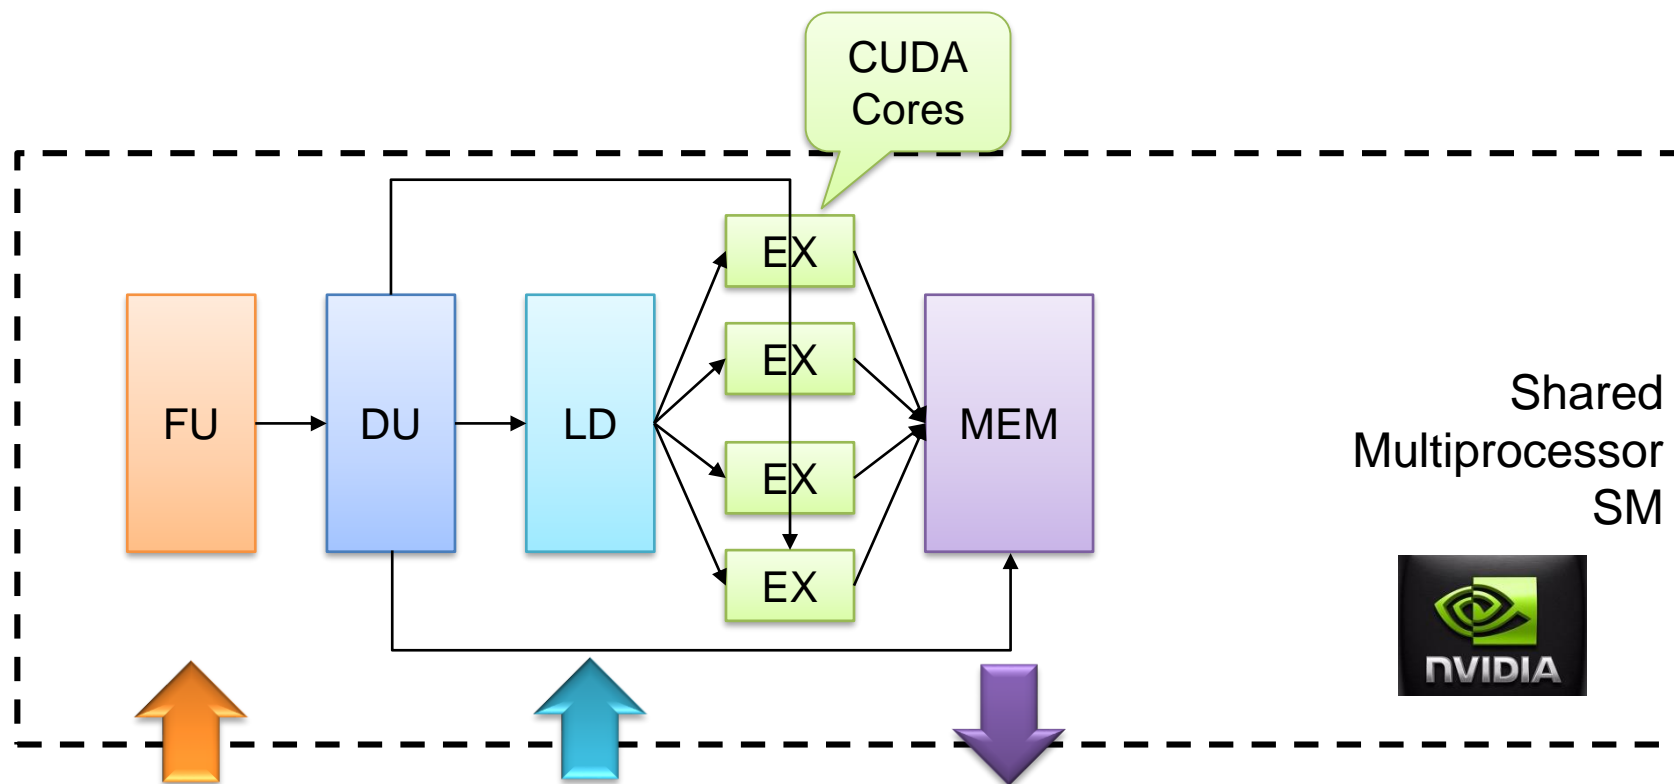 CUDA
Cores
EX
EX
FU
DU
LD
MEM
EX
EX
Shared
Multiprocessor
SM
NVIDIA